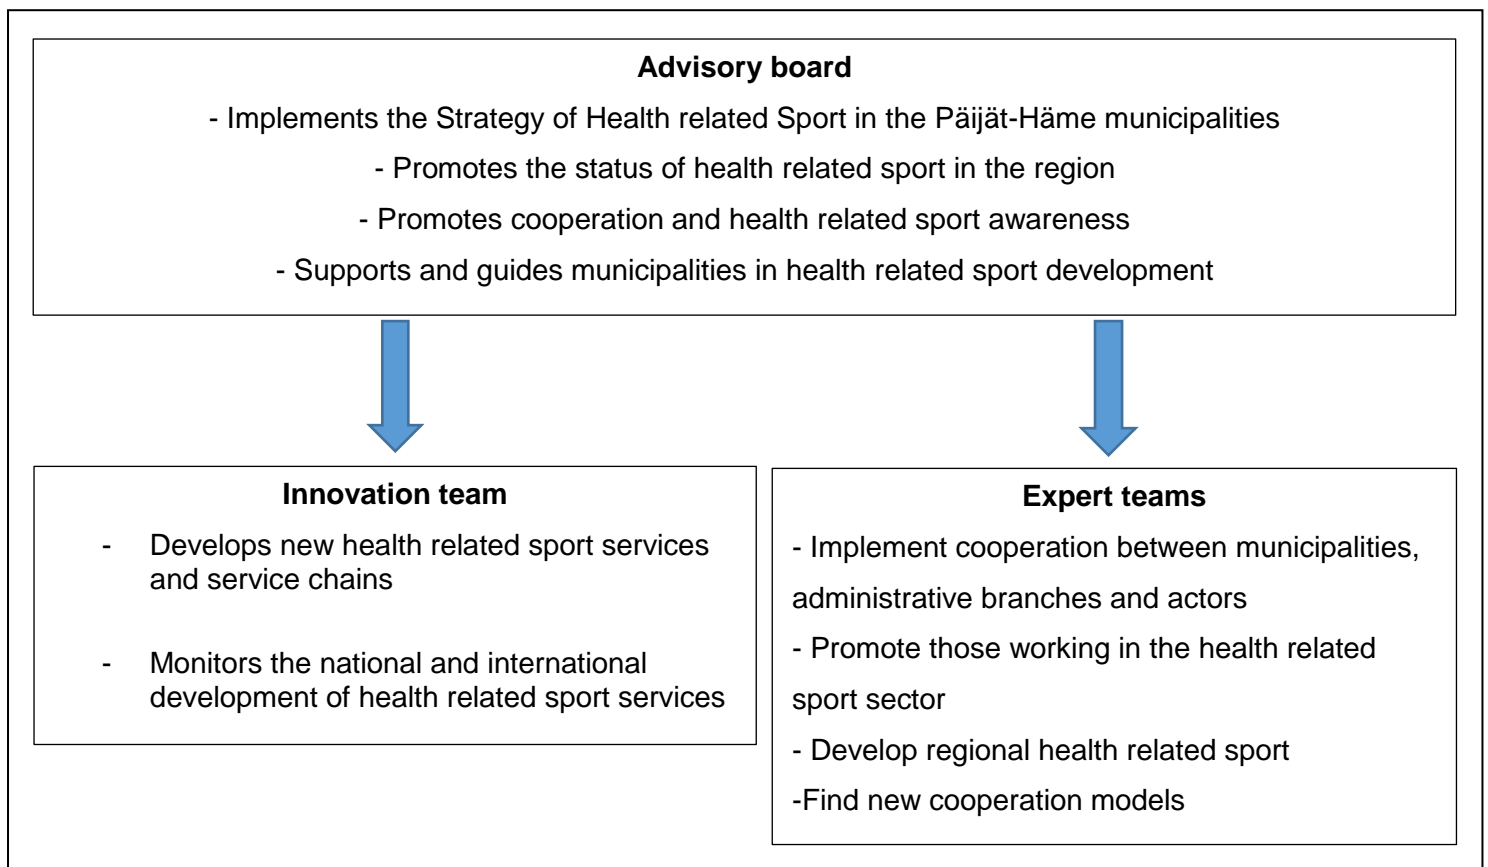 Advisory board
- Implements the Strategy of Health related Sport in the Päijät-Häme municipalities
- Promotes the status of health related sport in the region
- Promotes cooperation and health related sport awareness
- Supports and guides municipalities in health related sport development
Innovation team
- Develops new health related sport services
and service chains
- Monitors the national and international
development of health related sport services
Expert teams
- Implement cooperation between municipalities,
administrative branches and actors
- Promote those working in the health related
sport sector
- Develop regional health related sport
-Find new cooperation models